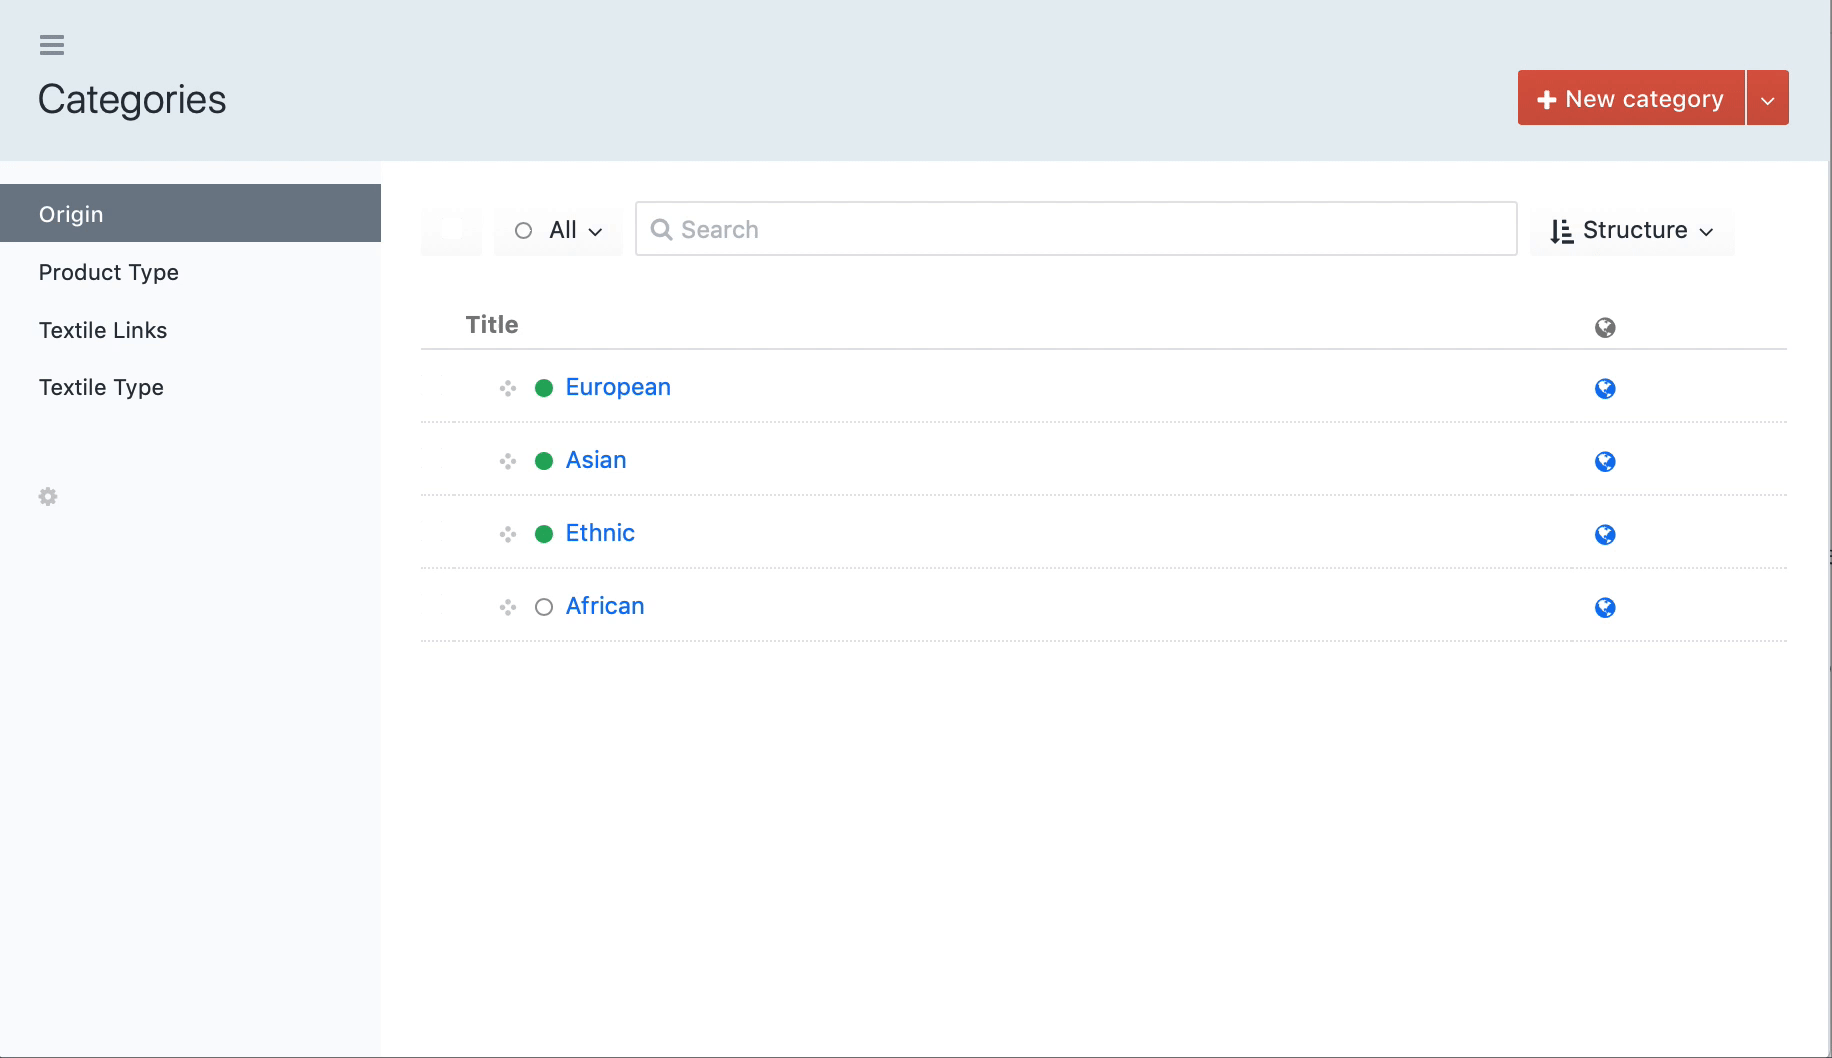 Categories
New category
Origin
Product Type
Textile Links
Textile Type
All
Search
Structure
Title
European
Asian
Ethnic
African